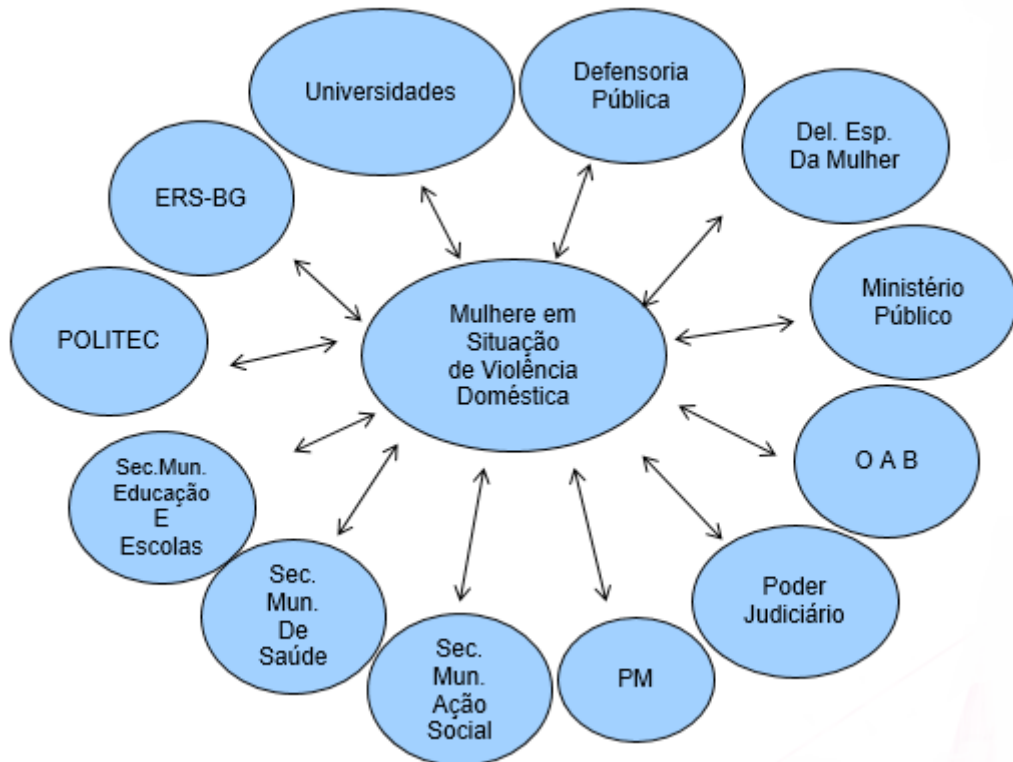 Universidades
Defensoria
Pública
Del. Esp.
Da Mulher
ERS-BG
Ministério
Público
POLITEC
Mulhere em
Situação
de Violência
Doméstica
O A B
Sec.Mun.
Educação
E
Escolas
Poder
Judiciário
Sec.
Mun.
De
Saúde
Sec.
Mun.
Ação
Social
PM